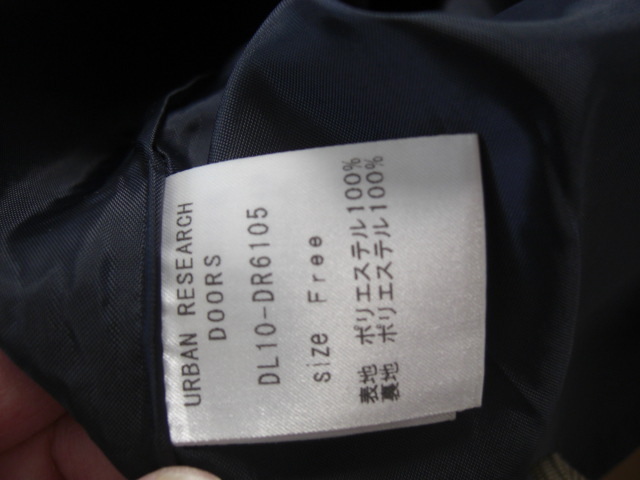 URBAN RESEARCH
DOORS
DL10-DR6105
size Free
表地 ポリエステル100%
裏地 ポリエステル100%